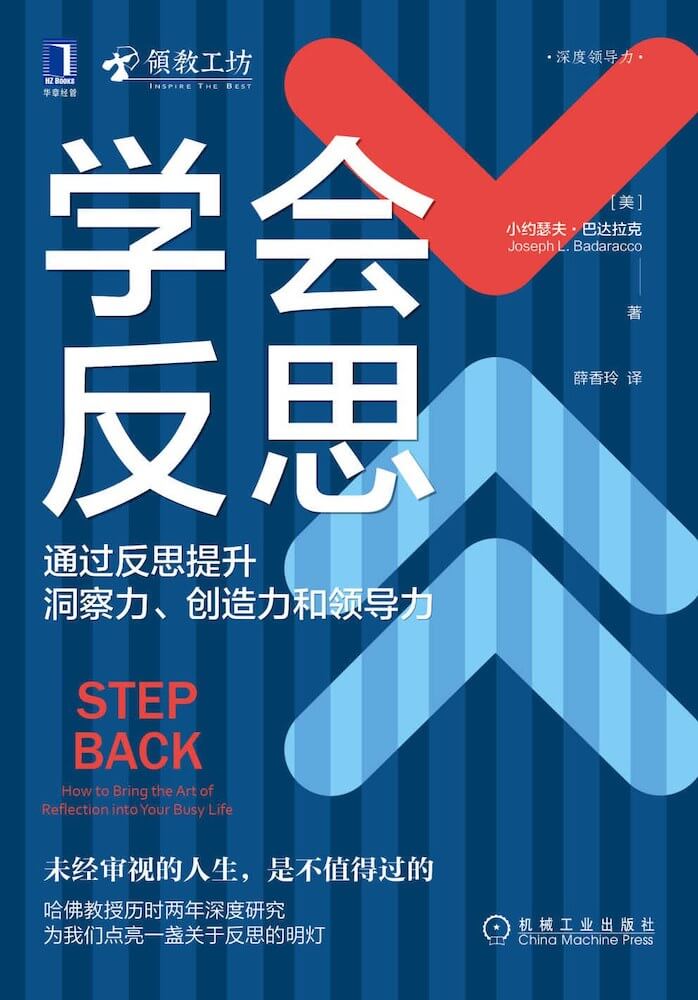 HZ BOOKS
华章经管
領教工坊
INSPIRE THE BEST
·深度领导力·
学会
反思
[美]
小约瑟夫·巴达拉克
Joseph L. Badaracco
著
薛香玲 译
通过反思提升
洞察力、创造力和领导力
STEP
BACK
How to Bring the Art of
Reflection into Your Busy Life
未经审视的人生，是不值得过的
哈佛教授历时两年深度研究
为我们点亮一盏关于反思的明灯
机械工业出版社
China Machine Press